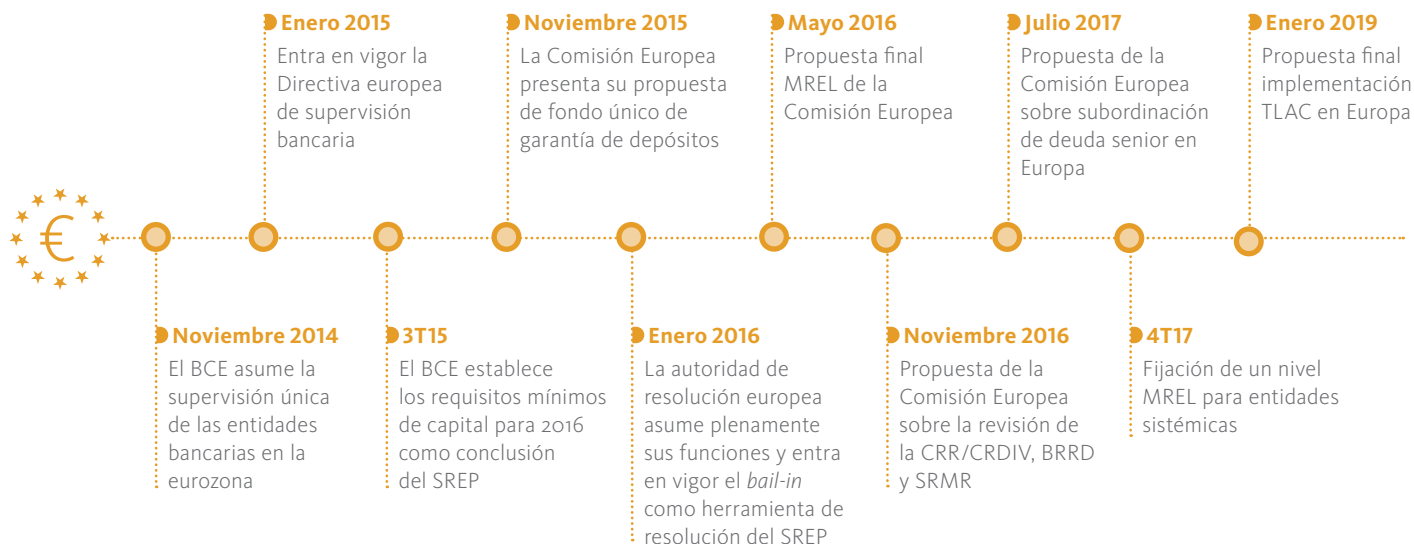 Enero 2015
Entra en vigor la
Directiva europea
de supervisión
bancaria
Noviembre 2015
La Comisión Europea
presenta su propuesta
de fondo único de
garantía de depósitos
Mayo 2016
Propuesta final
MREL de la
Comisión Europea
Julio 2017
Propuesta de la
Comisión Europea
sobre subordinación
de deuda senior en
Europa
Enero 2019
Propuesta final
implementación
TLAC en Europa
€
Noviembre 2014
El BCE asume la
supervisión única
de las entidades
bancarias en la
eurozona
3T15
El BCE establece
los requisitos mínimos
de capital para 2016
como conclusión
del SREP
Enero 2016
La autoridad de
resolución europea
asume plenamente
sus funciones y entra
en vigor el bail-in
como herramienta de
resolución del SREP
Noviembre 2016
Propuesta de la
Comisión Europea
sobre la revisión de
la CRR/CRDIV, BRRD
y SRMR
4T17
Fijación de un nivel
MREL para entidades
sistémicas